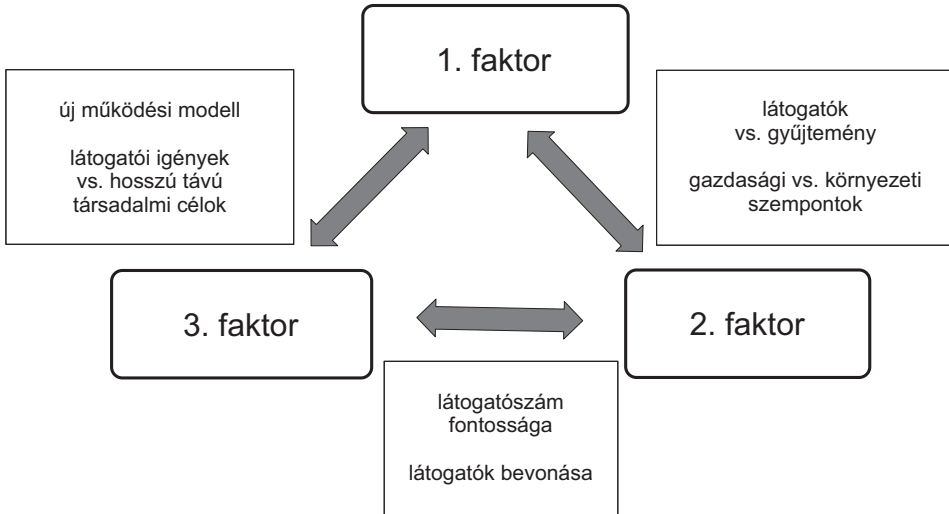 1. faktor
új működési modell
látogatói igények
vs. hosszú távú
társadalmi célok
látogatók
vs. gyűjtemény
gazdasági vs. környezeti
szempontok
3. faktor
2. faktor
látogatószám
fontossága
látogatók bevonása